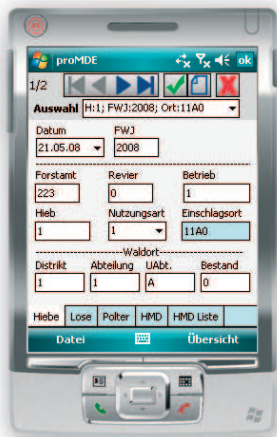 proMDE ok
1/2
Auswahl H:1; FWJ:2008; Ort:11A0
Datum FWJ
21.05.08 2008
Forstamt Revier Betrieb
223 0 1
Hieb Nutzungsart Einschlagsort
1 1 11A0
Waldort
Distrikt Abteilung UAbt. Bestand
1 1 A 0
Hiebe Lose Polter HMD HMD Liste
Datei Übersicht